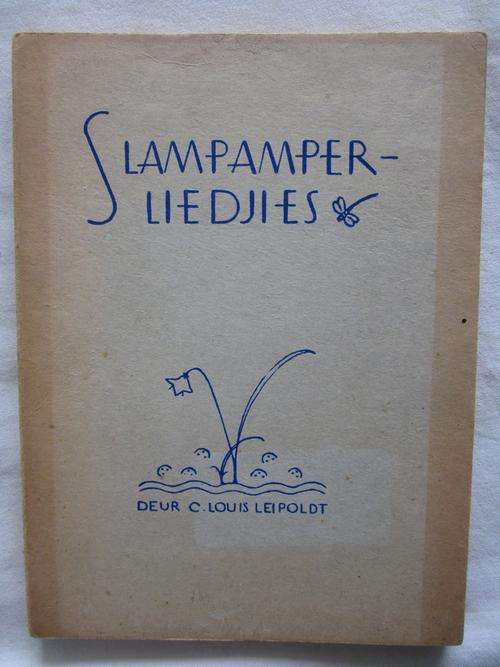 SLAMPAMPER-
LIEDJIES
DEUR C. LOUIS LEIPOLDT